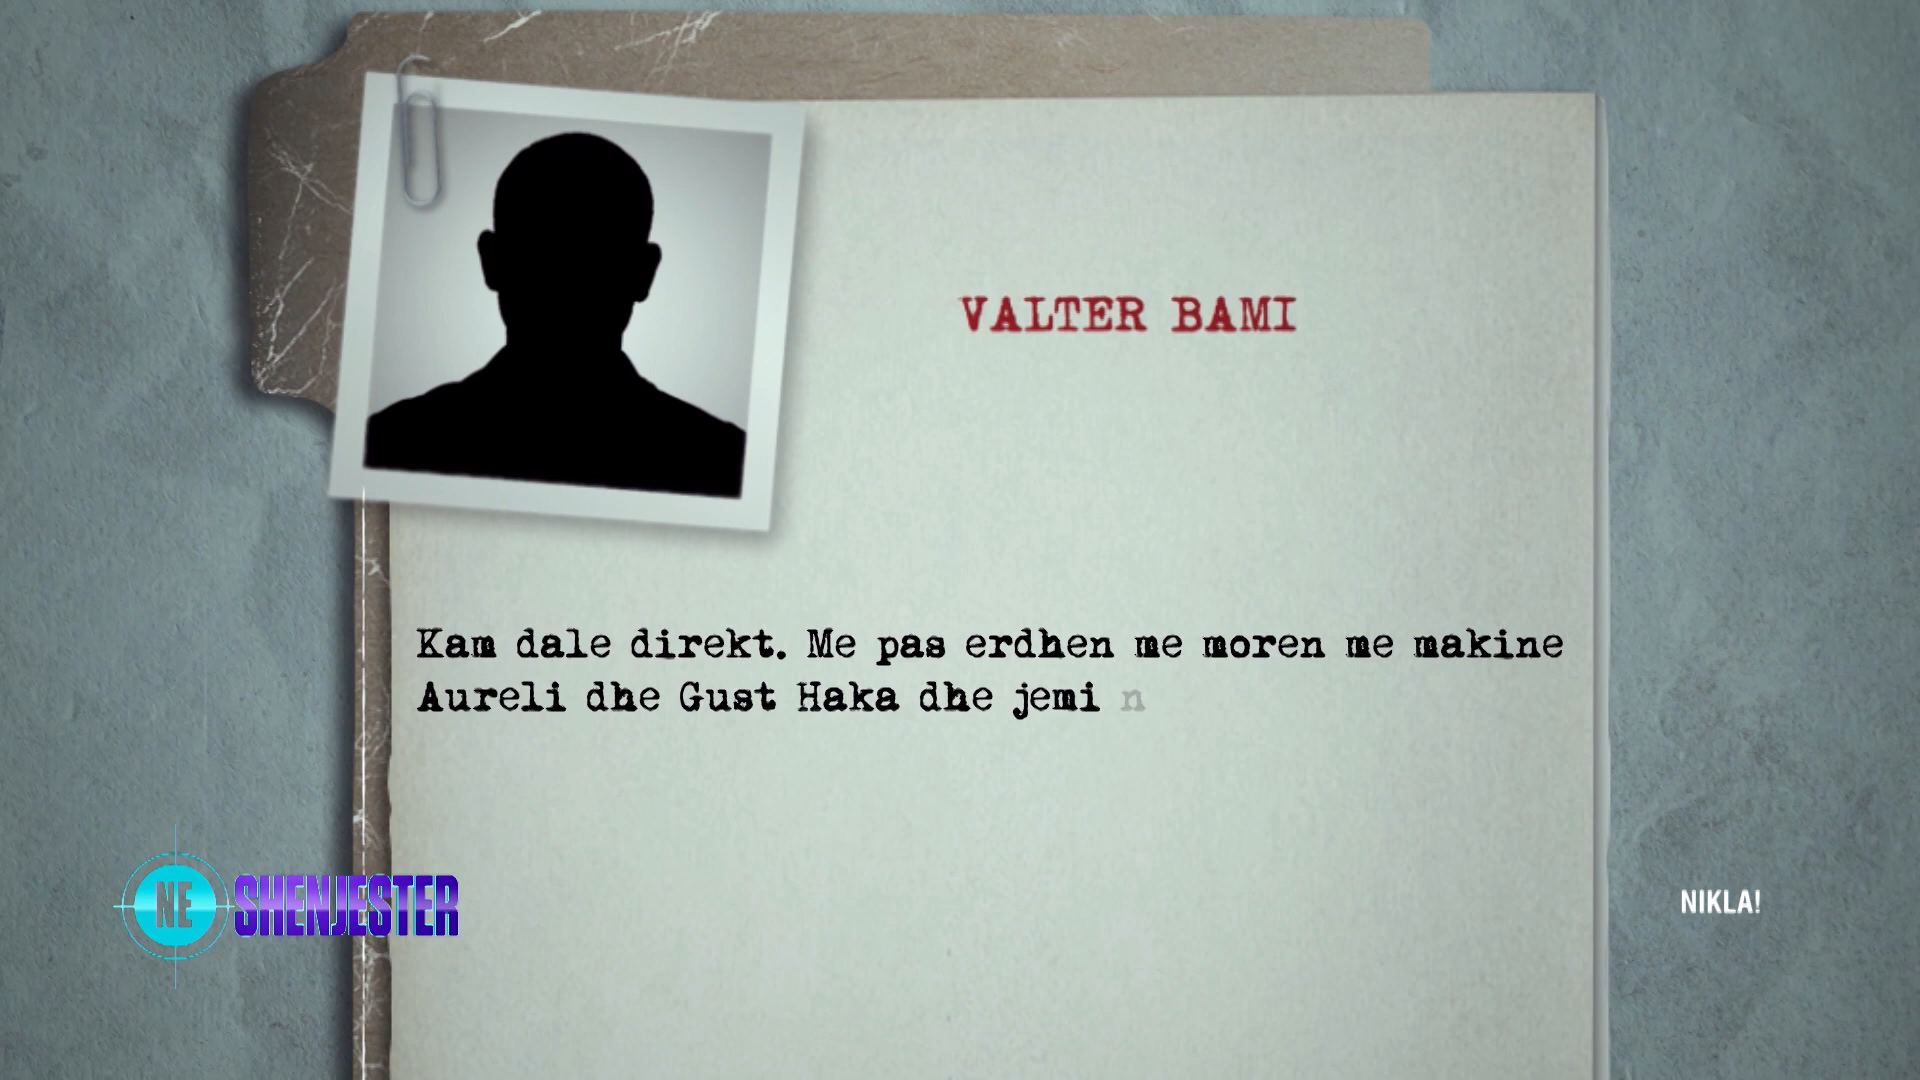 VALTER BAMI
Kam dale direkt. Me pas erdhen me moren me makine
Aureli dhe Gust Haka dhe jemi n
NE SHENJESTER
NIKLA!